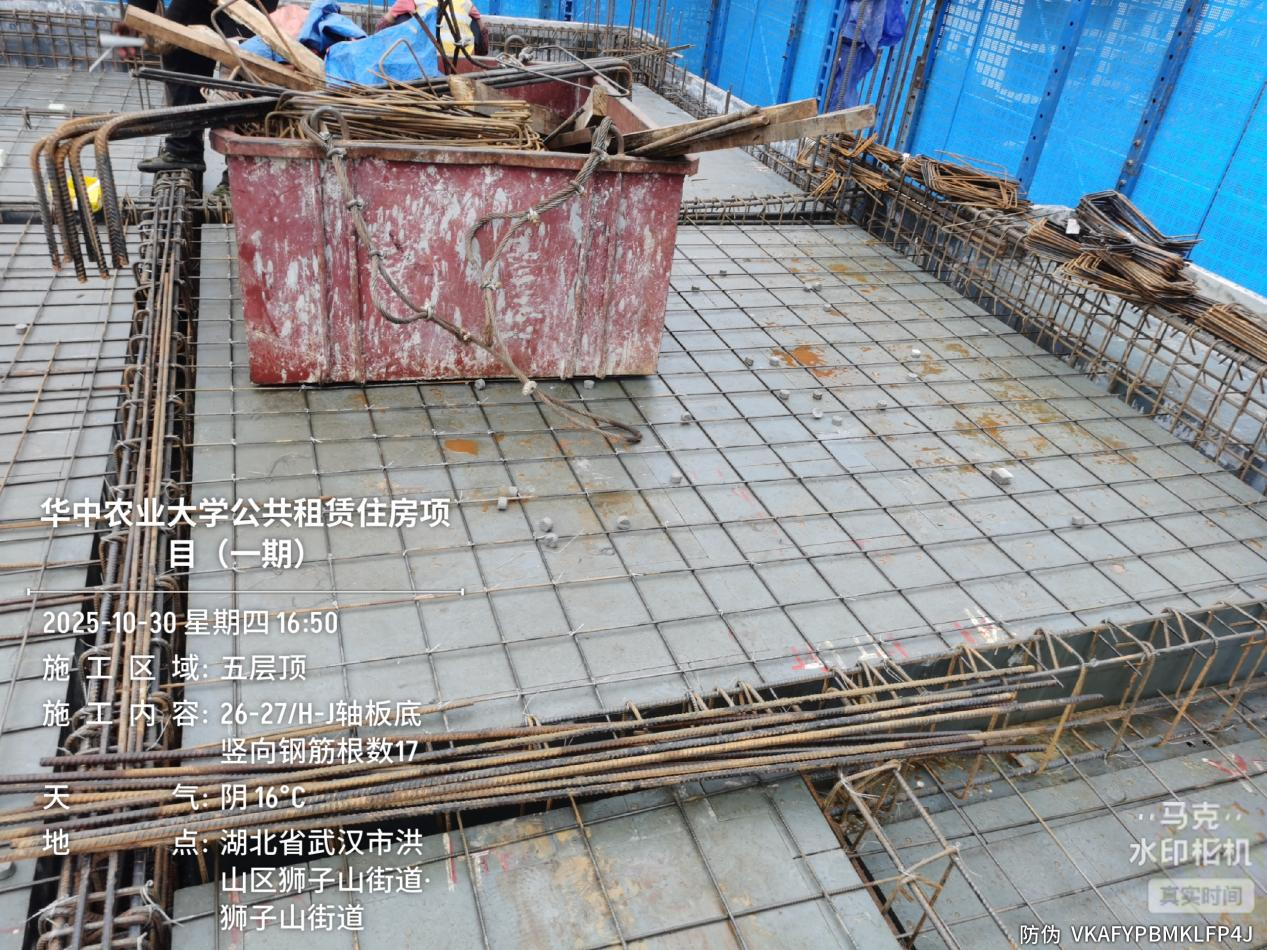 华中农业大学公共租赁住房项
目（一期）
2025-10-30 星期四 16:50
施工区域：五层顶
施工内容：26-27/H-J轴板底
竖向钢筋根数17
天气：阴 16°C
地点：湖北省武汉市洪
山区狮子山街道·
狮子山街道
马克
水印相机
真实时间
防伪 VKAFYPBMKLFP4J